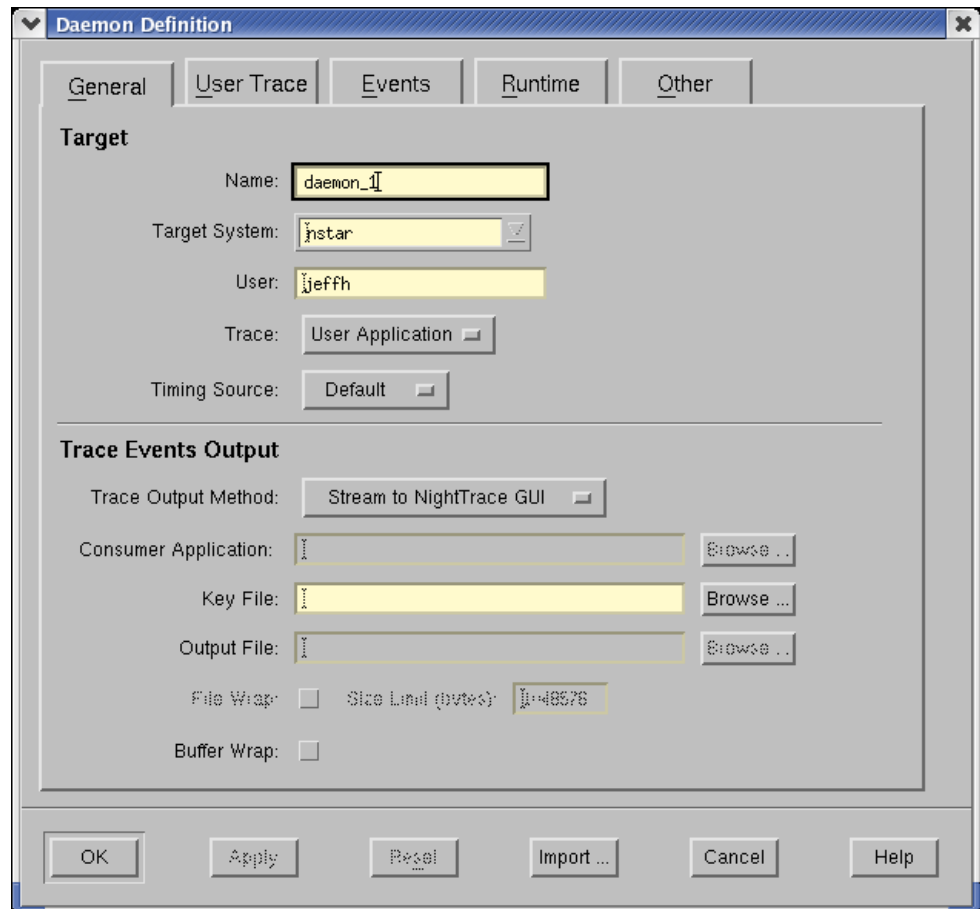 Daemon Definition
General User Trace Events Runtime Other
Target
Name: daemon_1
Target System: nstar
User: jeffh
Trace: User Application
Timing Source: Default
Trace Events Output
Trace Output Method: Stream to NightTrace GUI
Consumer Application: Browse ..
Key File: Browse ...
Output File: Browse ..
File Wrap: Size Limit (bytes): 1048576
Buffer Wrap:
OK Apply Reset Import ... Cancel Help